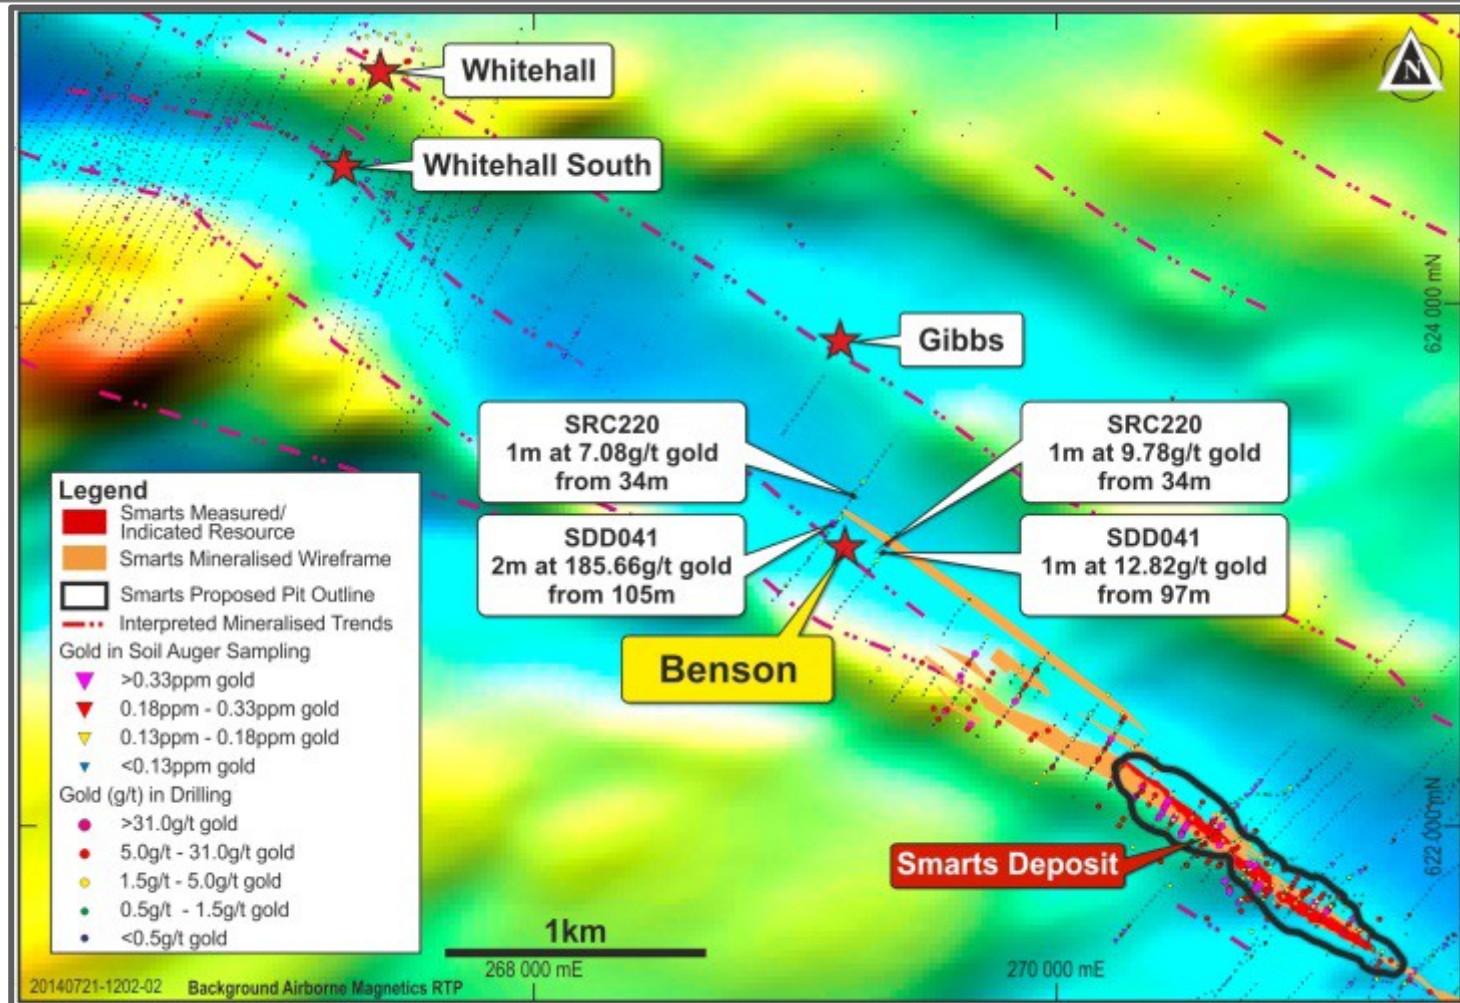 N
Whitehall
Whitehall South
624 000 mN
Gibbs
SRC220
1m at 7.08g/t gold
from 34m
SRC220
1m at 9.78g/t gold
from 34m
SDD041
2m at 185.66g/t gold
from 105m
SDD041
1m at 12.82g/t gold
from 97m
Benson
Legend
Smarts Measured/
Indicated Resource
Smarts Mineralised Wireframe
Smarts Proposed Pit Outline
Interpreted Mineralised Trends
Gold in Soil Auger Sampling
>0.33ppm gold
0.18ppm - 0.33ppm gold
0.13ppm - 0.18ppm gold
<0.13ppm gold
Gold (g/t) in Drilling
>31.0g/t gold
5.0g/t - 31.0g/t gold
1.5g/t - 5.0g/t gold
0.5g/t - 1.5g/t gold
<0.5g/t gold
Smarts Deposit
622 000 mN
1km
268 000 mE
270 000 mE
20140721-1202-02
Background Airborne Magnetics RTP